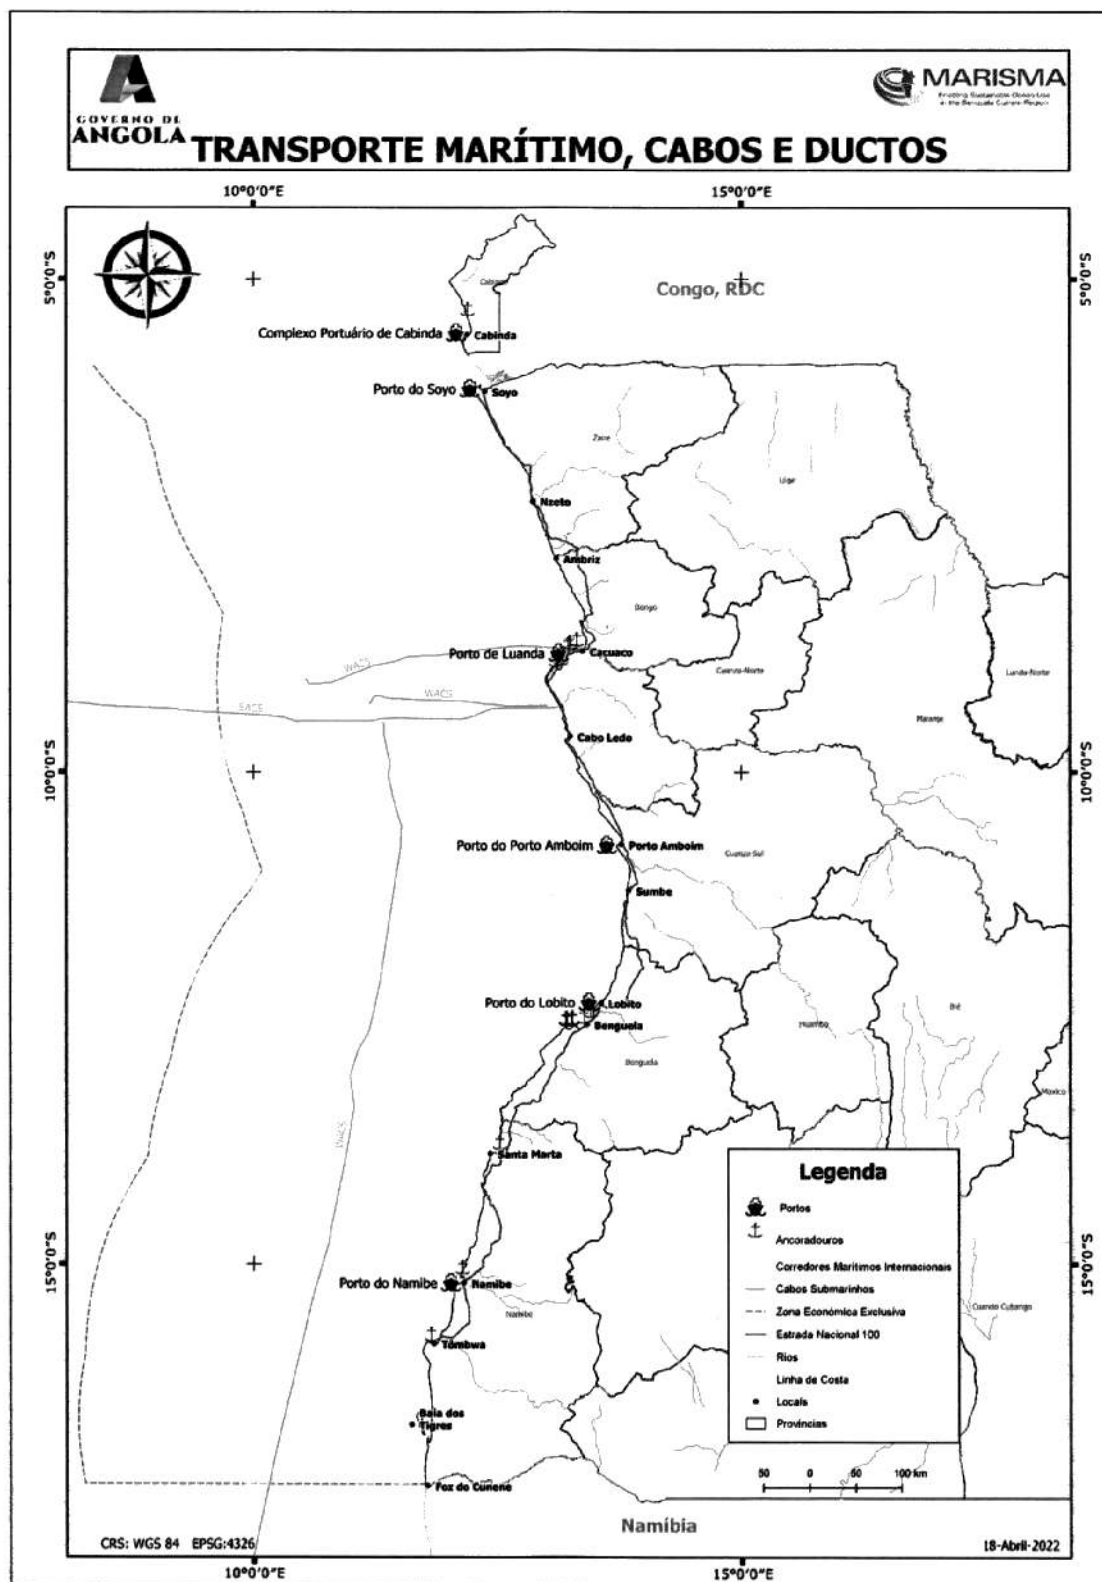 GOVERNO DE
ANGOLA
MARISMA
TRANSPORTE MARÍTIMO, CABOS E DUCTOS
10°0'0"E
15°0'0"E
5°0'0"S
5°0'0"S
Congo, RDC
Complexo Portuário de Cabinda
Cabinda
Porto do Soyo
Soyo
Zaire
Uíge
Nzeto
Ambriz
Bengo
Porto de Luanda
Cacuaco
WACS
Cuanza-Norte
Lunda-Norte
WACS
SACS
Malanje
Cabo Ledo
10°0'0"S
10°0'0"S
Porto do Porto Amboim
Porto Amboim
Cuanza-Sul
Sumbe
Porto do Lobito
Lobito
Bié
Benguela
Huambo
Benguela
Moxico
WACS
Santa Marta
Legenda
Portos
Ancoradouros
Corredores Marítimos Internacionais
Cabos Submarinhos
Zona Económica Exclusiva
Estrada Nacional 100
Rios
Linha de Costa
Locais
Províncias
15°0'0"S
15°0'0"S
Porto do Namibe
Namibe
Namibe
Cuando Cubango
Tômbwa
Baía dos
Tigres
Foz do Cunene
50 0 50 100 km
Namíbia
CRS: WGS 84 EPSG:4326
18-Abril-2022
10°0'0"E
15°0'0"E